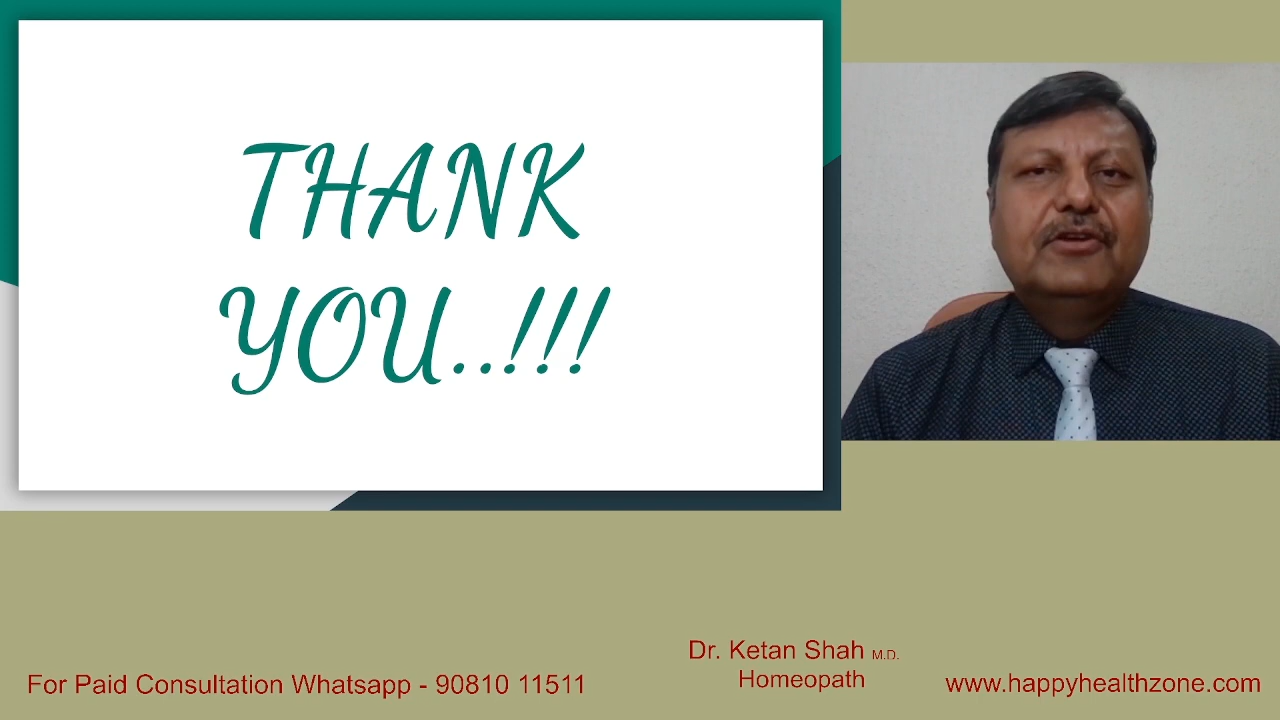 THANK
YOU..!!!
Dr. Ketan Shah M.D.
Homeopath
For Paid Consultation Whatsapp - 90810 11511
www.happyhealthzone.com